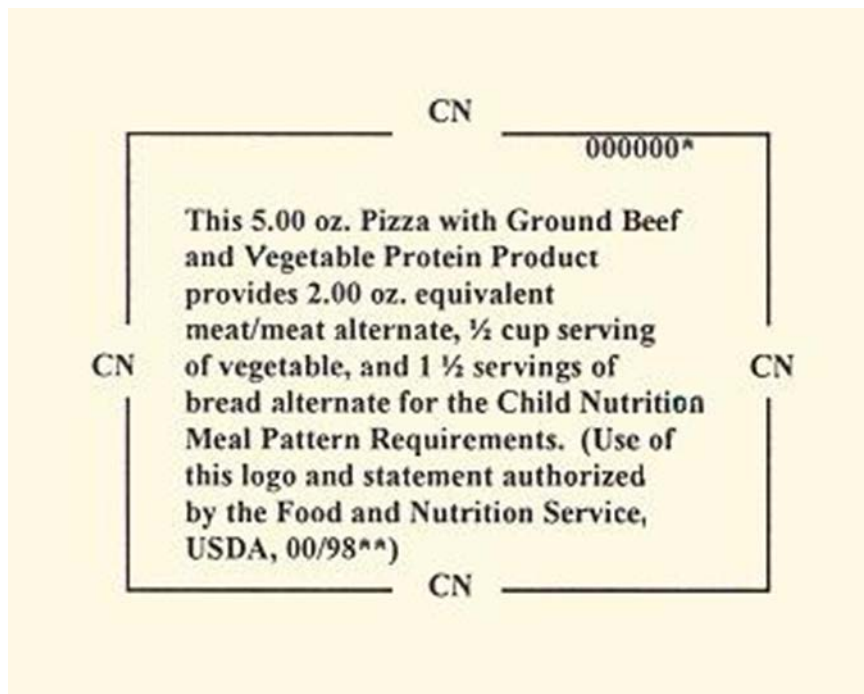 CN
000000*
This 5.00 oz. Pizza with Ground Beef
and Vegetable Protein Product
provides 2.00 oz. equivalent
meat/meat alternate, ½ cup serving
CN of vegetable, and 1 ½ servings of CN
bread alternate for the Child Nutrition
Meal Pattern Requirements. (Use of
this logo and statement authorized
by the Food and Nutrition Service,
USDA, 00/98**)
CN